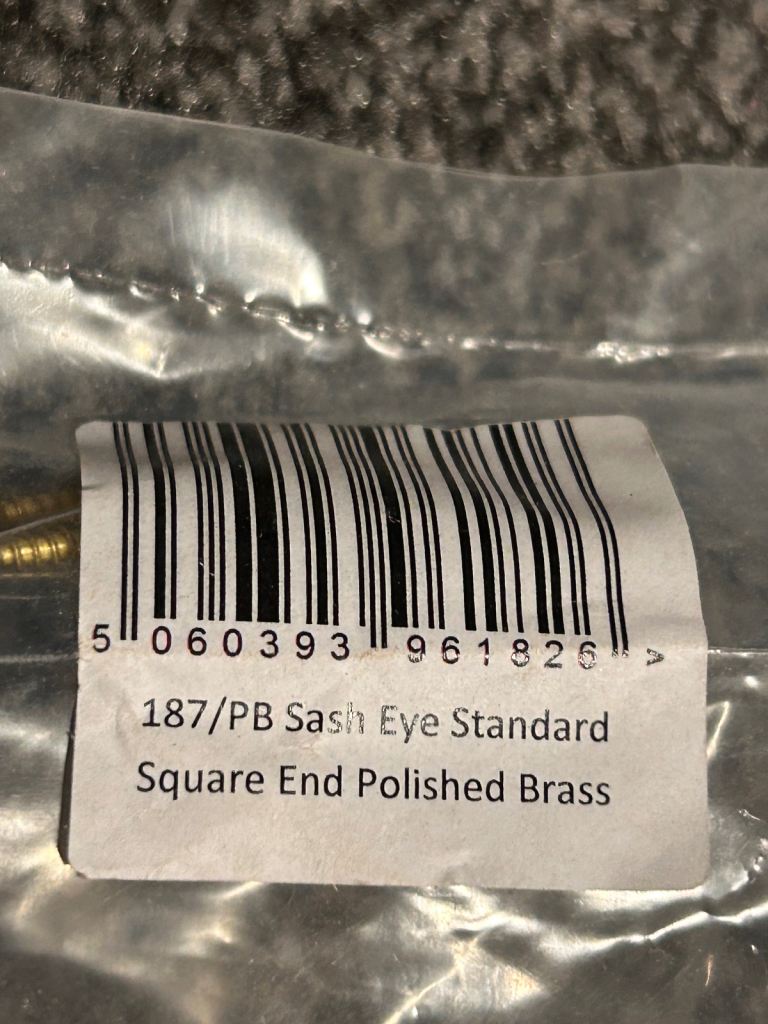 5 060393 961826 >
187/PB Sash Eye Standard
Square End Polished Brass